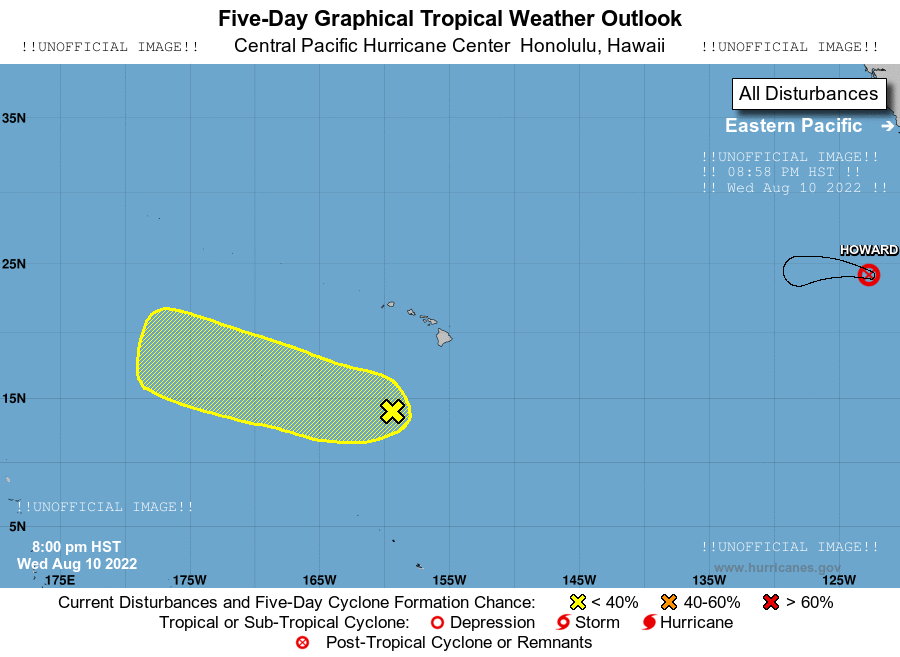 Five-Day Graphical Tropical Weather Outlook
!!UNOFFICIAL IMAGE!! Central Pacific Hurricane Center Honolulu, Hawaii !!UNOFFICIAL IMAGE!!
All Disturbances
35N
Eastern Pacific ➔
!!UNOFFICIAL IMAGE!!
!! 08:58 PM HST !!
!! Wed Aug 10 2022 !!
HOWARD
25N
15N
!!UNOFFICIAL IMAGE!!
5N
8:00 pm HST
Wed Aug 10 2022
!!UNOFFICIAL IMAGE!!
www.hurricanes.gov
175E 175W 165W 155W 145W 135W 125W
Current Disturbances and Five-Day Cyclone Formation Chance: < 40% 40-60% > 60%
Tropical or Sub-Tropical Cyclone: Depression Storm Hurricane
Post-Tropical Cyclone or Remnants